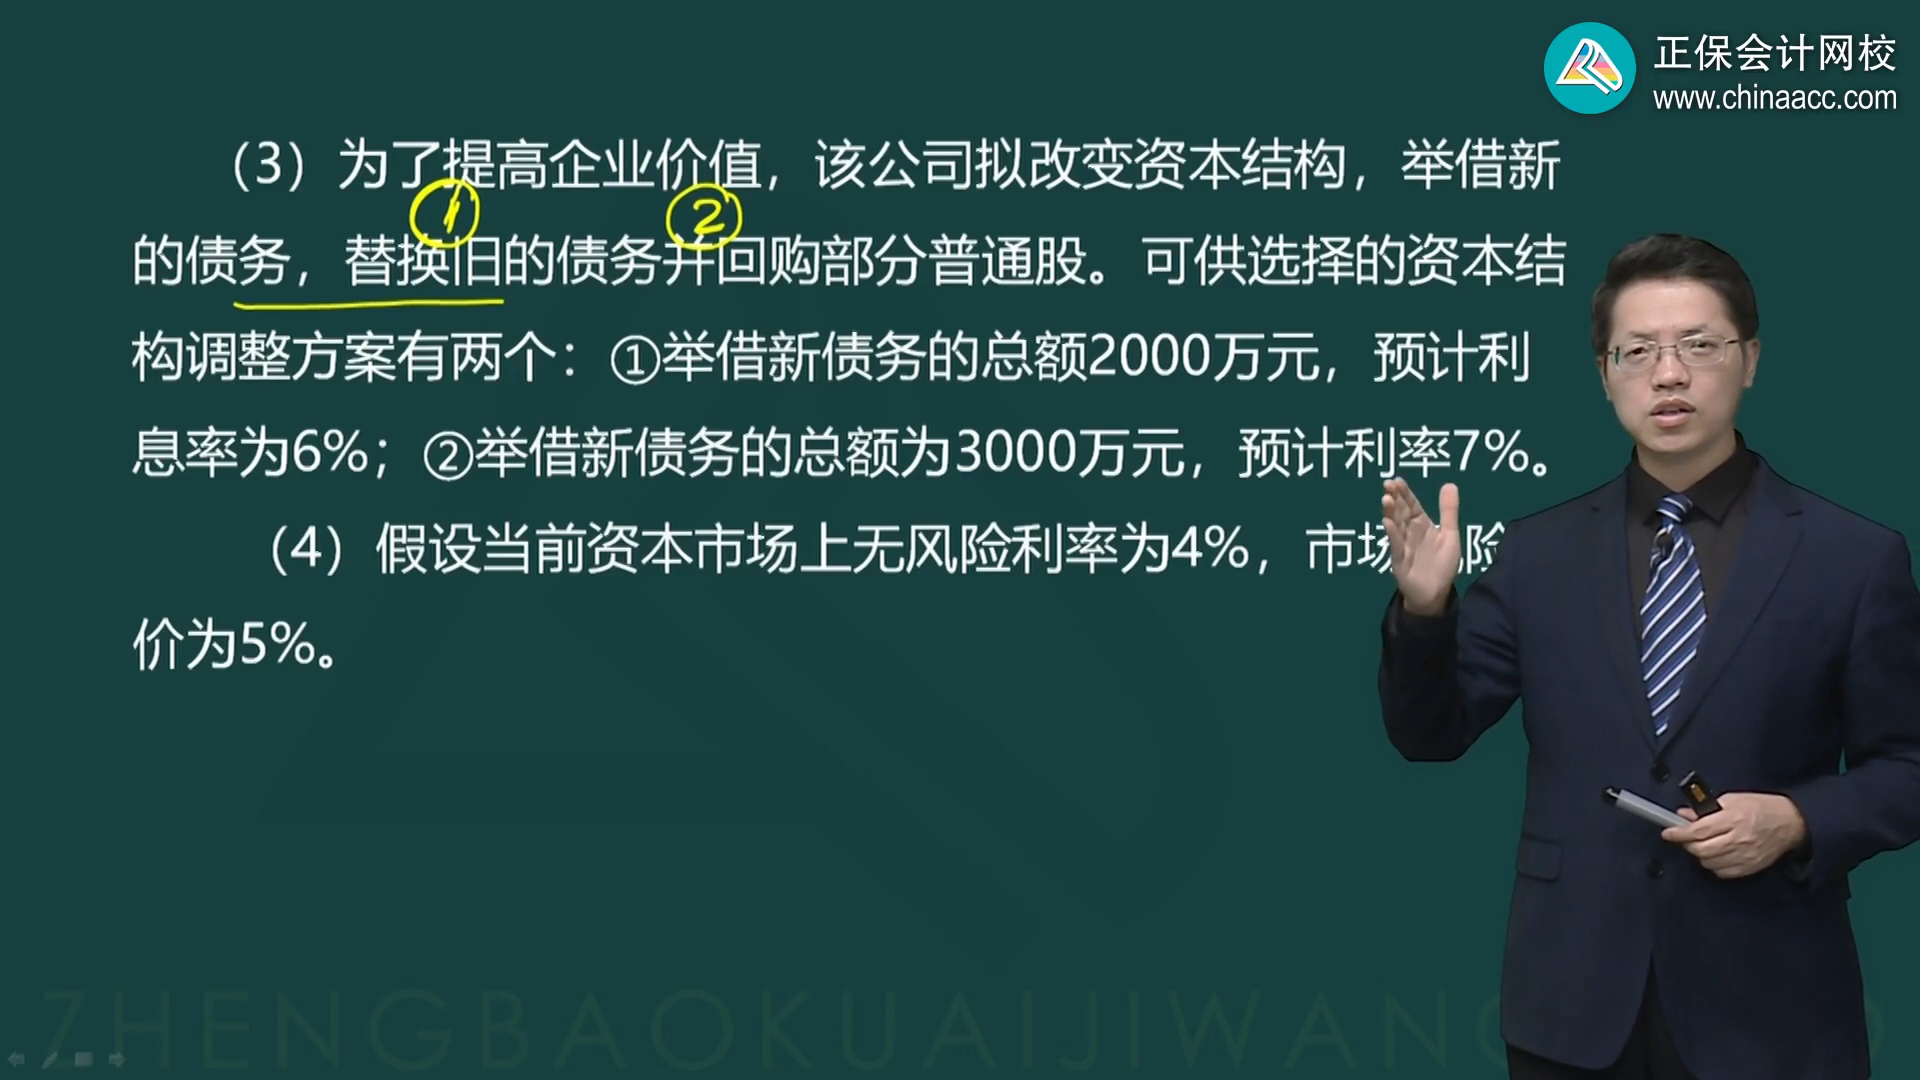 正保会计网校
www.chinaacc.com
（3）为了提高企业价值，该公司拟改变资本结构，举借新
① ②
的债务，替换旧的债务并回购部分普通股。可供选择的资本结
构调整方案有两个：①举借新债务的总额2000万元，预计利
息率为6%；②举借新债务的总额为3000万元，预计利率7%。
（4）假设当前资本市场上无风险利率为4%，市场风险
价为5%。
ZHENGBAOKUAIJIWANG